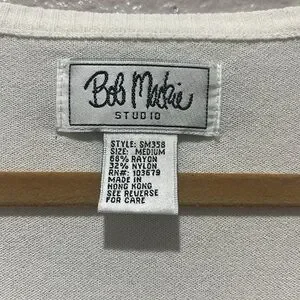 Bob Mackie
STUDIO
STYLE: SM358
SIZE: MEDIUM
68% RAYON
32% NYLON
RN#: 103679
MADE IN
HONG KONG
SEE REVERSE
FOR CARE